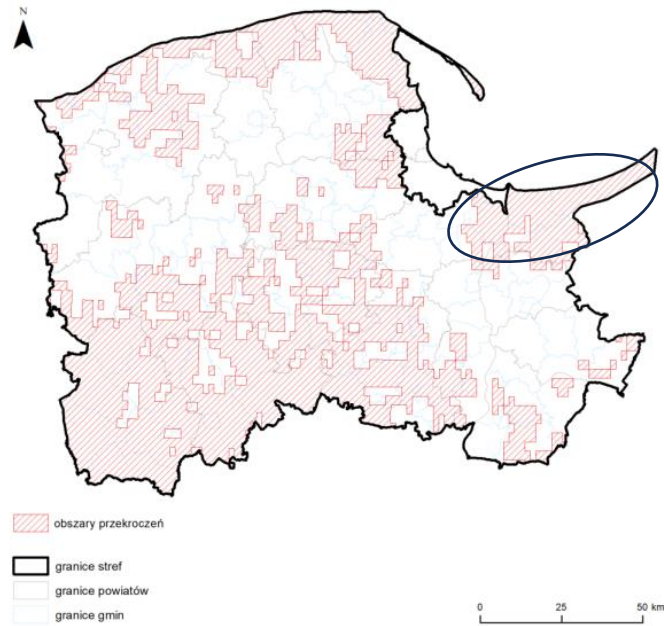 N
obszary przekroczeń
granice stref
granice powiatów
granice gmin
0 25 50 km